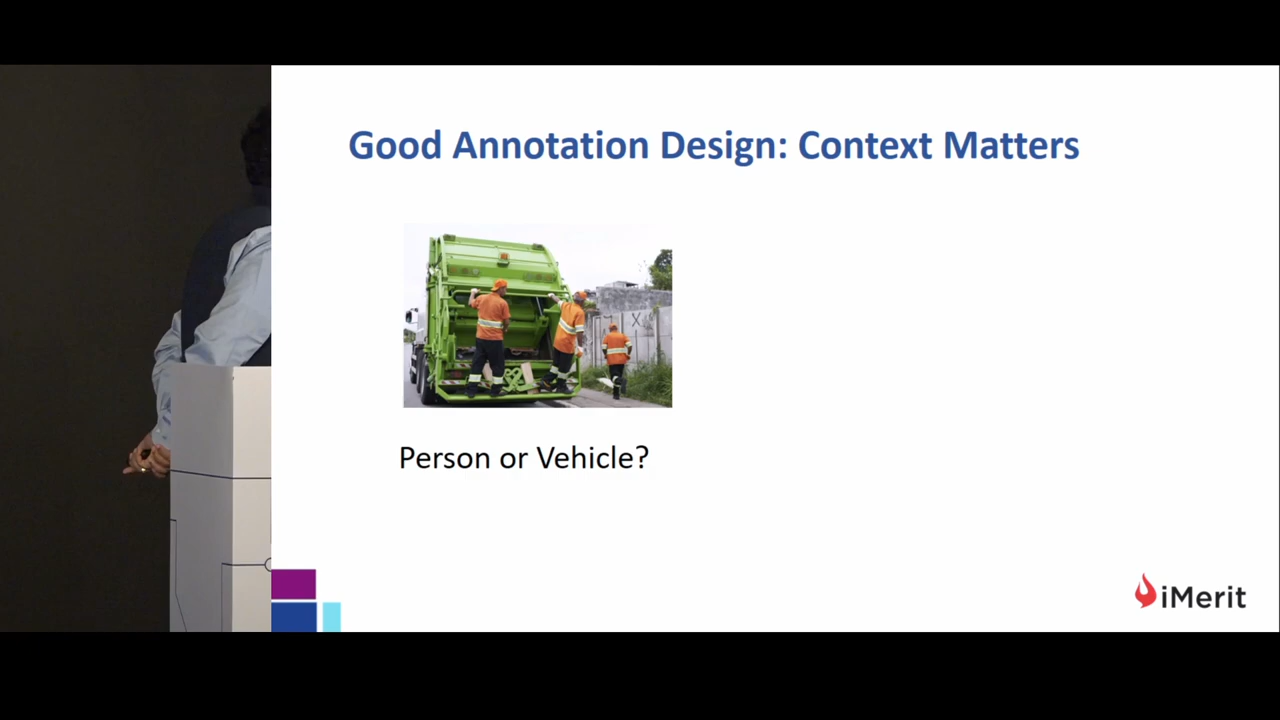 Good Annotation Design: Context Matters
X
Person or Vehicle?
iMerit